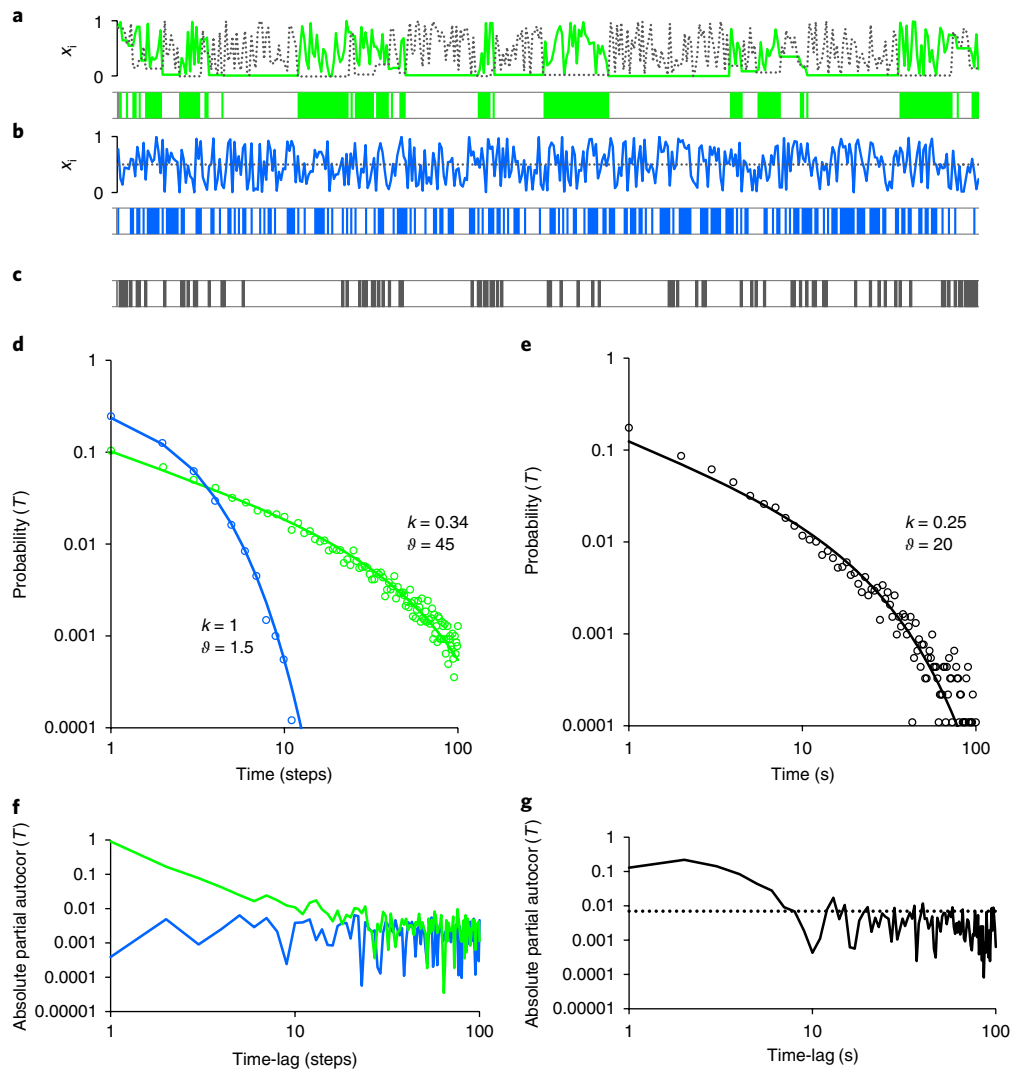 a
1
x_i
0
b
1
x_i
0
c
d
1
0.1
0.01
0.001
0.0001
Probability (T)
k = 0.34
ϑ = 45
k = 1
ϑ = 1.5
1 10 100
Time (steps)
e
1
0.1
0.01
0.001
0.0001
Probability (T)
k = 0.25
ϑ = 20
1 10 100
Time (s)
f
1
0.1
0.01
0.001
0.0001
0.00001
Absolute partial autocor (T)
1 10 100
Time-lag (steps)
g
1
0.1
0.01
0.001
0.0001
0.00001
Absolute partial autocor (T)
1 10 100
Time-lag (s)